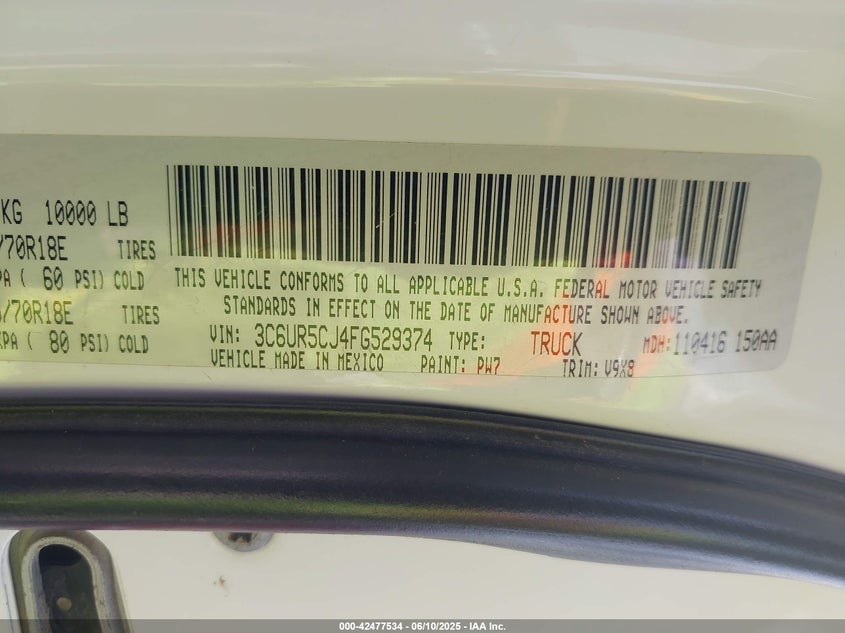 KG 10000 LB
/70R18E TIRES
PA ( 60 PSI) COLD
/70R18E TIRES
KPA ( 80 PSI) COLD
THIS VEHICLE CONFORMS TO ALL APPLICABLE U.S.A. FEDERAL MOTOR VEHICLE SAFETY
STANDARDS IN EFFECT ON THE DATE OF MANUFACTURE SHOWN ABOVE.
VIN: 3C6UR5CJ4FG529374 TYPE: TRUCK MDH: 110416 150AA
VEHICLE MADE IN MEXICO PAINT: PW7 TRIM: V9X8
000-42477534 - 06/10/2025 - IAA Inc.